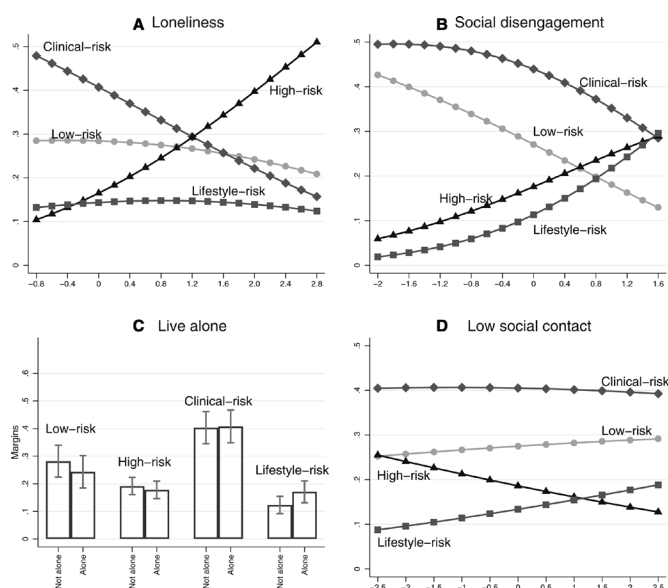 A Loneliness
.5
.4
.3
.2
.1
0
Clinical–risk
High–risk
Low–risk
Lifestyle–risk
−0.8 −0.4 0 0.4 0.8 1.2 1.6 2.0 2.4 2.8
B Social disengagement
.5
.4
.3
.2
.1
0
Clinical–risk
Low–risk
High–risk
Lifestyle–risk
−2 −1.6 −1.2 −0.8 −0.4 0 0.4 0.8 1.2 1.6
C Live alone
Margins
.6
.5
.4
.3
.2
.1
0
Low–risk
High–risk
Clinical–risk
Lifestyle–risk
Not alone
Alone
Not alone
Alone
Not alone
Alone
Not alone
Alone
D Low social contact
.5
.4
.3
.2
.1
0
Clinical–risk
Low–risk
High–risk
Lifestyle–risk
−2.5 −2 −1.5 −1 −0.5 0 0.5 1 1.5 2 2.5